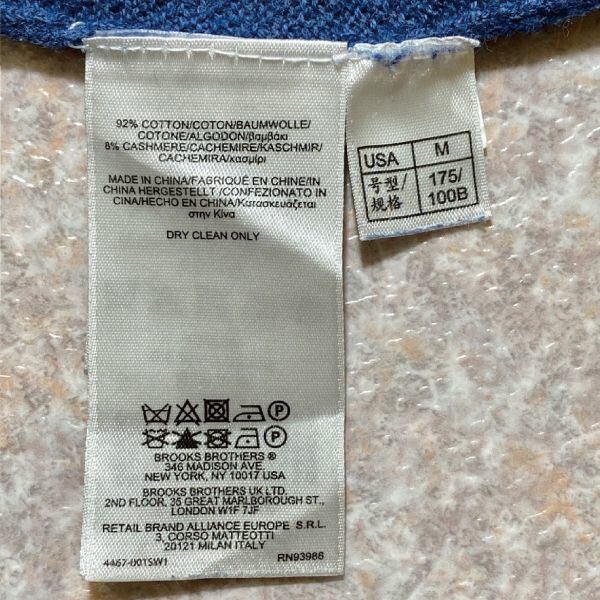 92% COTTON/COTON/BAUMWOLLE/
COTONE/ALGODON/βαμβάκι
8% CASHMERE/CACHEMIRE/KASCHMIR/
CACHEMIRA/κασμίρι
MADE IN CHINA/FABRIQUÉ EN CHINE/IN
CHINA HERGESTELLT/CONFEZIONATO IN
CINA/HECHO EN CHINA/Κατασκευάζεται
στην Κίνα
DRY CLEAN ONLY
P
P
BROOKS BROTHERS ®
346 MADISON AVE.
NEW YORK, NY 10017 USA
BROOKS BROTHERS UK LTD.
2ND FLOOR, 35 GREAT MARLBOROUGH ST.,
LONDON W1F 7JF
RETAIL BRAND ALLIANCE EUROPE S.R.L.
3, CORSO MATTEOTTI
20121 MILAN ITALY
4467-001SW1 RN93986
USA M
号型/ 175/
规格 100B